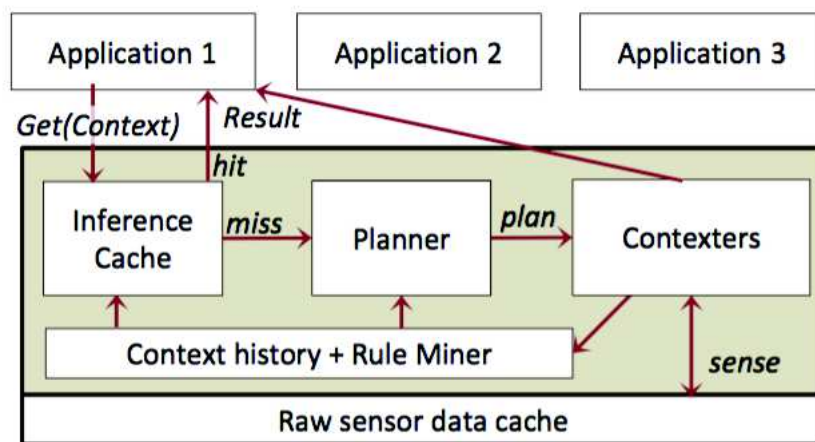 Application 1
Application 2
Application 3
Get(Context)
Result
hit
Inference
Cache
miss
Planner
plan
Contexters
Context history + Rule Miner
sense
Raw sensor data cache